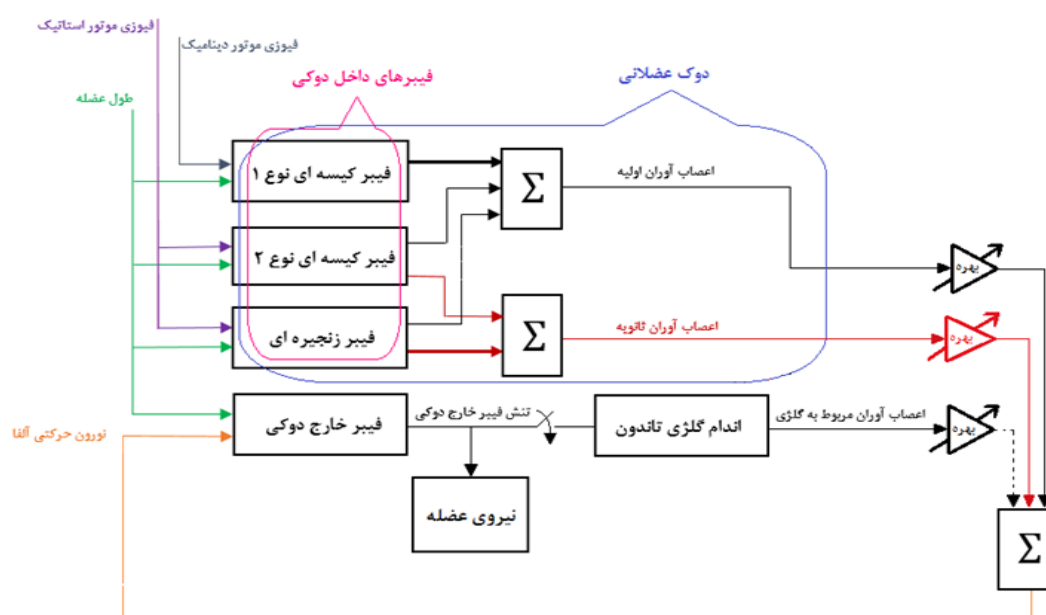 فیوزی موتور استاتیک
فیوزی موتور دینامیک
طول عضله
فیبرهای داخل دوکی
دوک عضلانی
فیبر کیسه ای نوع ۱
Σ
اعصاب آوران اولیه
فیبر کیسه ای نوع ۲
بهره
فیبر زنجیره ای
Σ
اعصاب آوران ثانویه
بهره
فیبر خارج دوکی
تنش فیبر خارج دوکی
اندام گلژی تاندون
اعصاب آوران مربوط به گلژی
بهره
نورون حرکتی آلفا
نیروی عضله
Σ